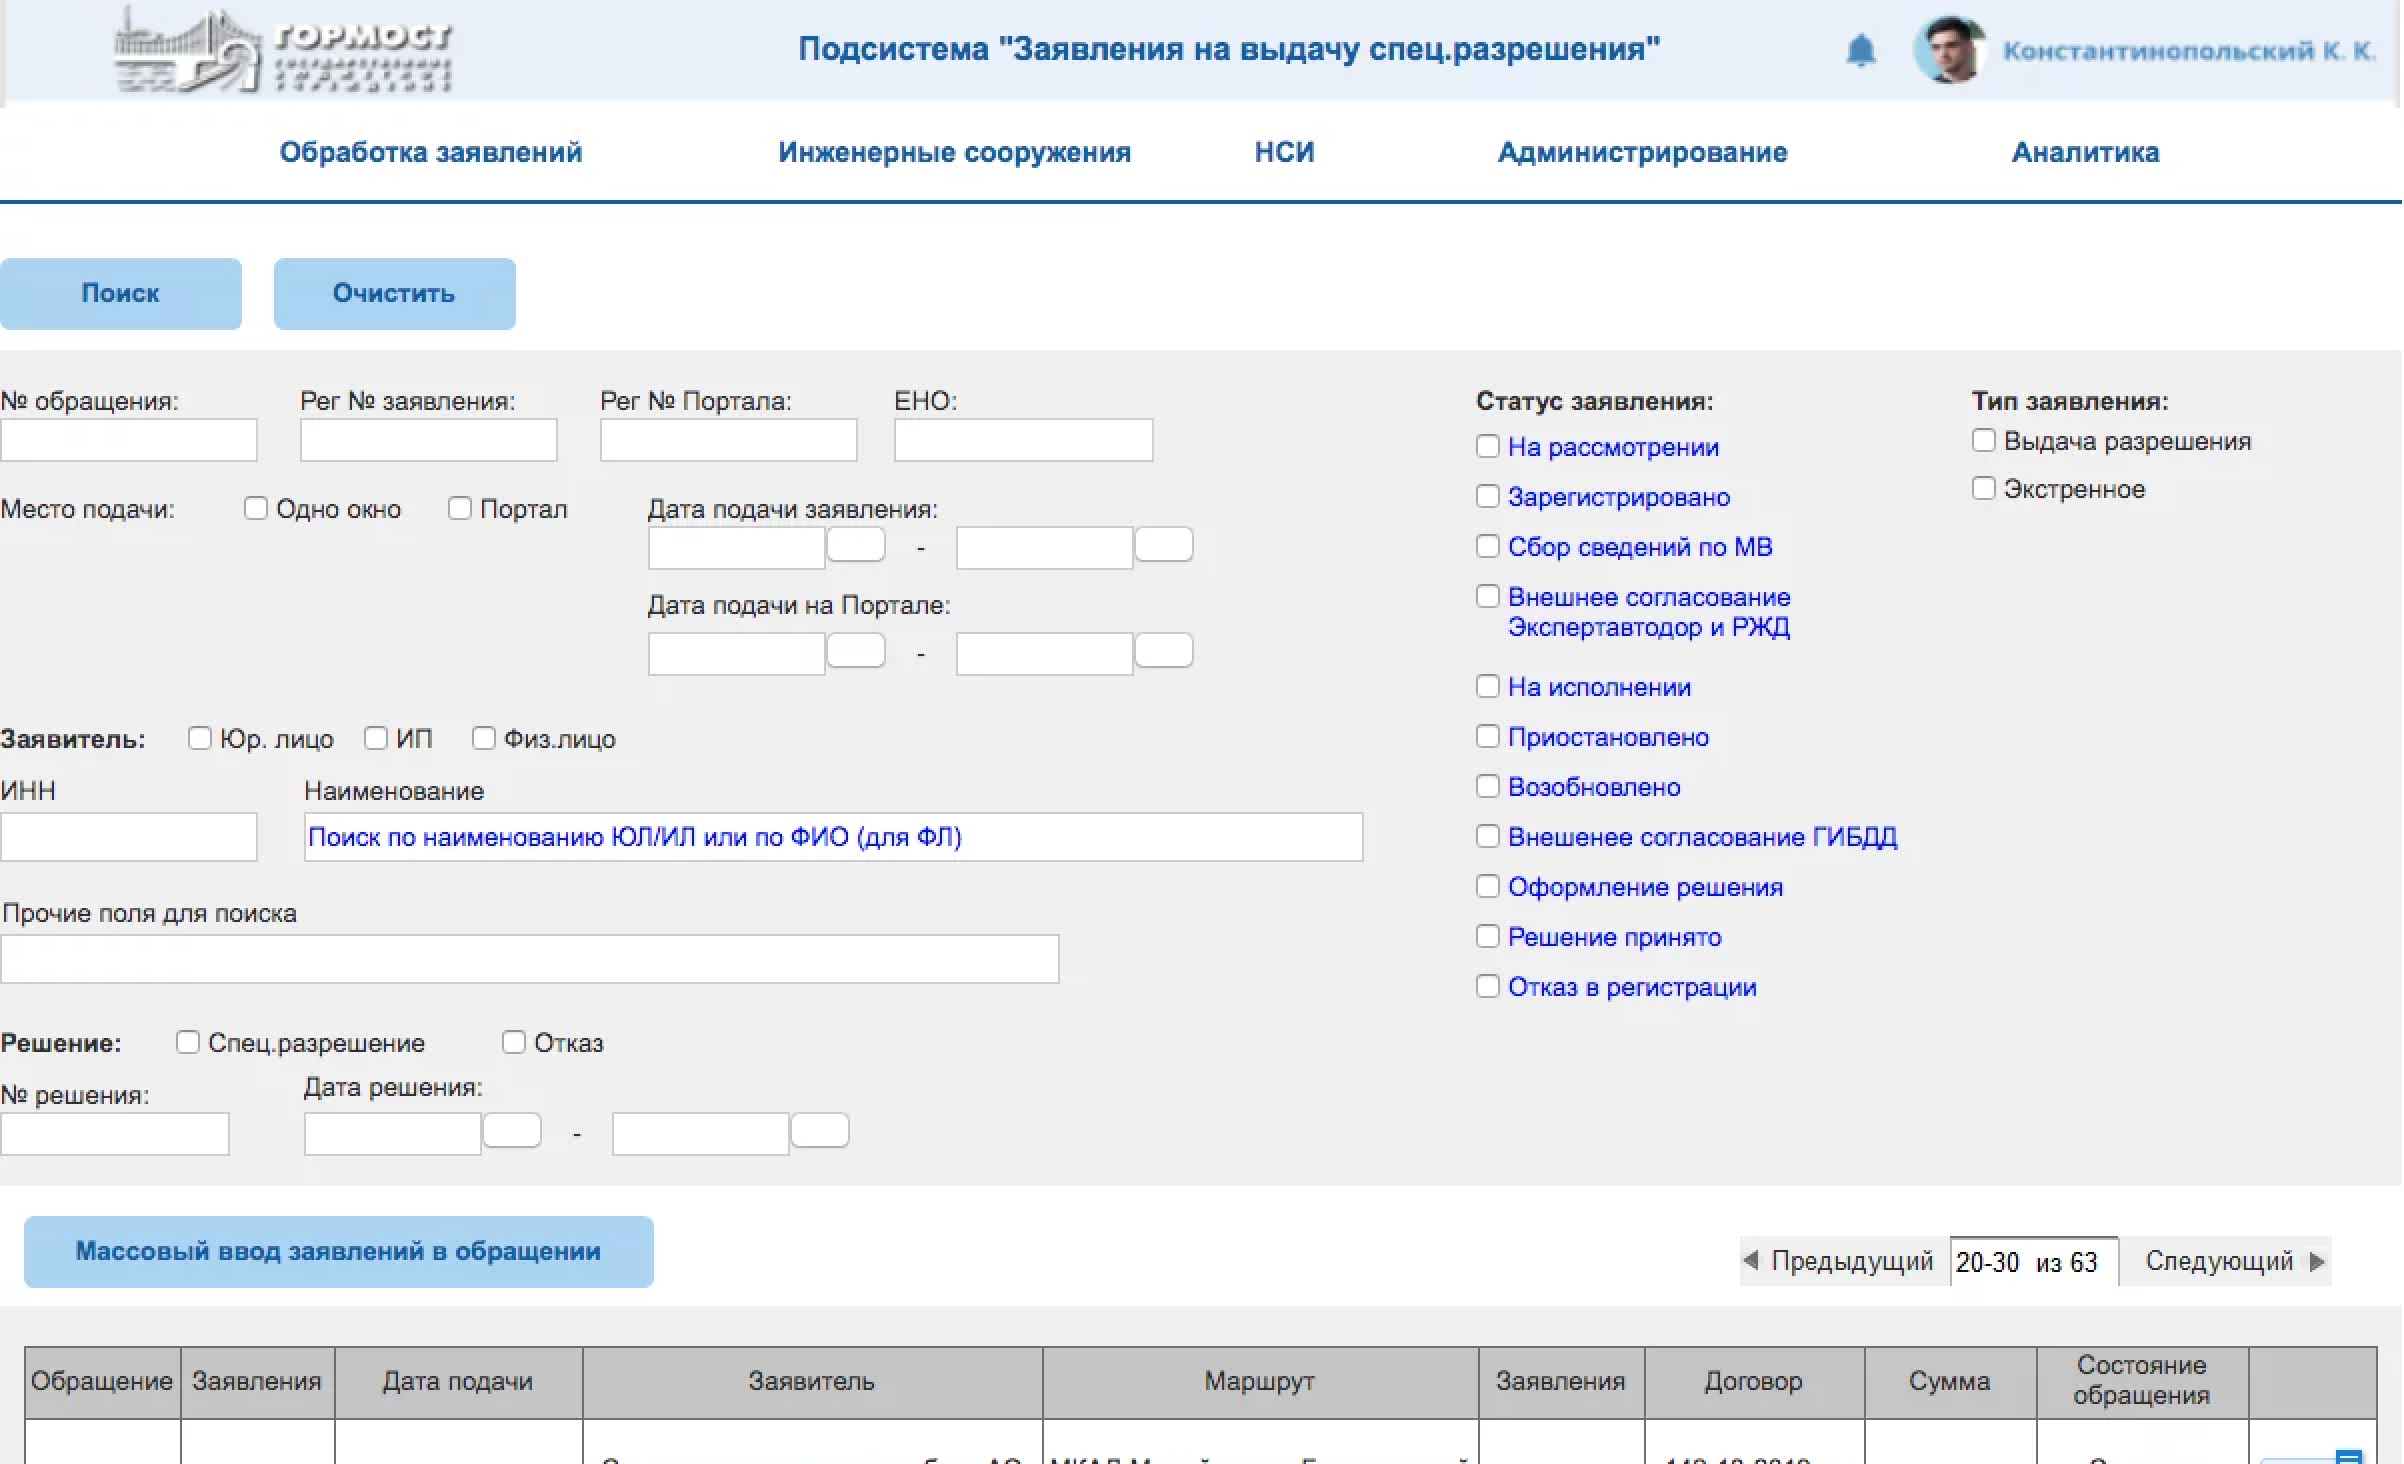 ГОРМОСТ
Подсистема "Заявления на выдачу спец.разрешения"
Константинопольский К. К.
Обработка заявлений
Инженерные сооружения
НСИ
Администрирование
Аналитика
Поиск
Очистить
№ обращения:
Рег № заявления:
Рег № Портала:
ЕНО:
Место подачи:
Одно окно
Портал
Дата подачи заявления:
-
Дата подачи на Портале:
-
Заявитель:
Юр. лицо
ИП
Физ.лицо
ИНН
Наименование
Поиск по наименованию ЮЛ/ИЛ или по ФИО (для ФЛ)
Прочие поля для поиска
Решение:
Спец.разрешение
Отказ
№ решения:
Дата решения:
-
Статус заявления:
На рассмотрении
Зарегистрировано
Сбор сведений по МВ
Внешнее согласование
Экспертавтодор и РЖД
На исполнении
Приостановлено
Возобновлено
Внешенее согласование ГИБДД
Оформление решения
Решение принято
Отказ в регистрации
Тип заявления:
Выдача разрешения
Экстренное
Массовый ввод заявлений в обращении
Предыдущий
20-30 из 63
Следующий
Обращение
Заявления
Дата подачи
Заявитель
Маршрут
Заявления
Договор
Сумма
Состояние
обращения